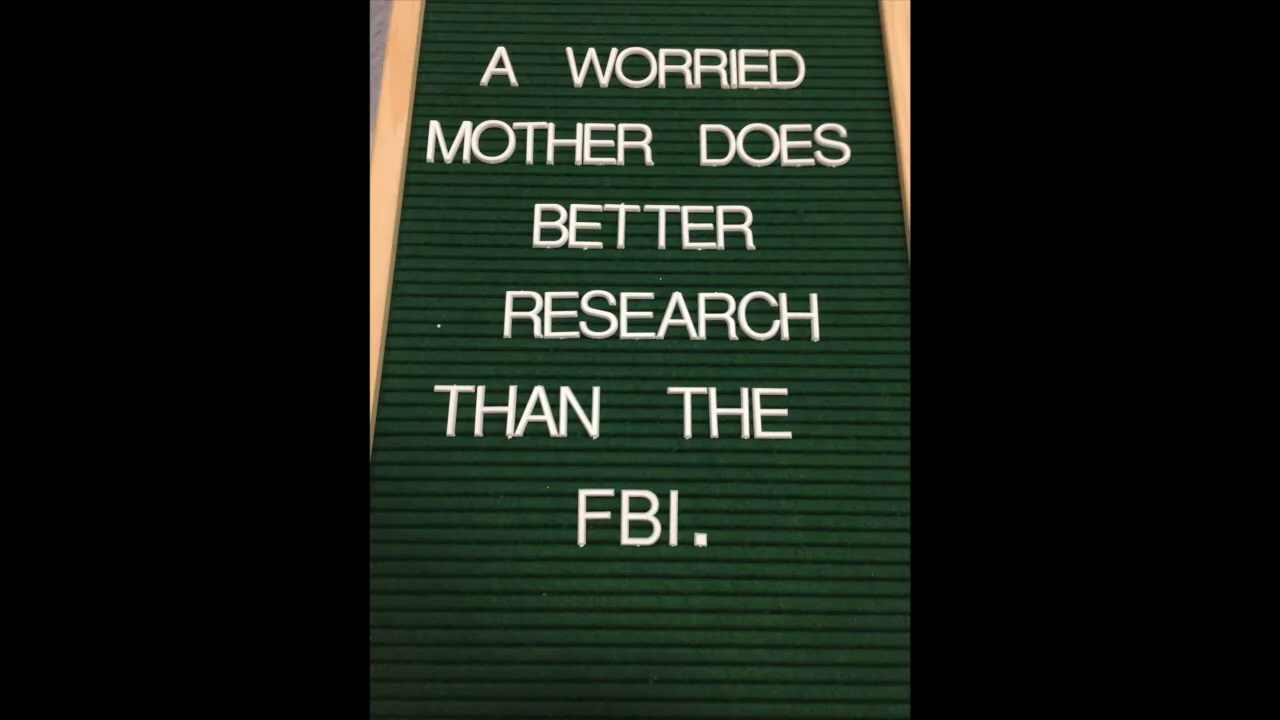 A WORRIED
MOTHER DOES
BETTER
RESEARCH
THAN THE
FBI.